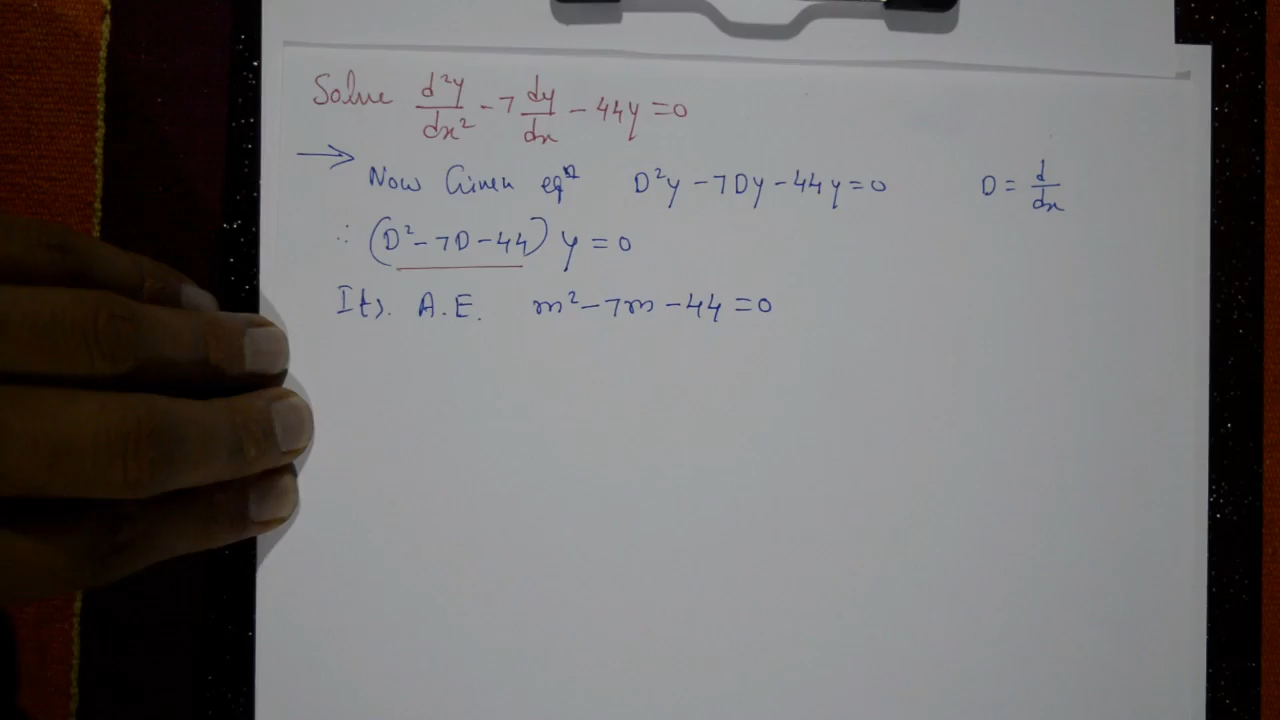 Solve d²y/dx² - 7 dy/dx - 44y = 0
→ Now Given eqⁿ D²y - 7Dy - 44y = 0 D = d/dx
∴ (D² - 7D - 44) y = 0
Its. A.E. m² - 7m - 44 = 0